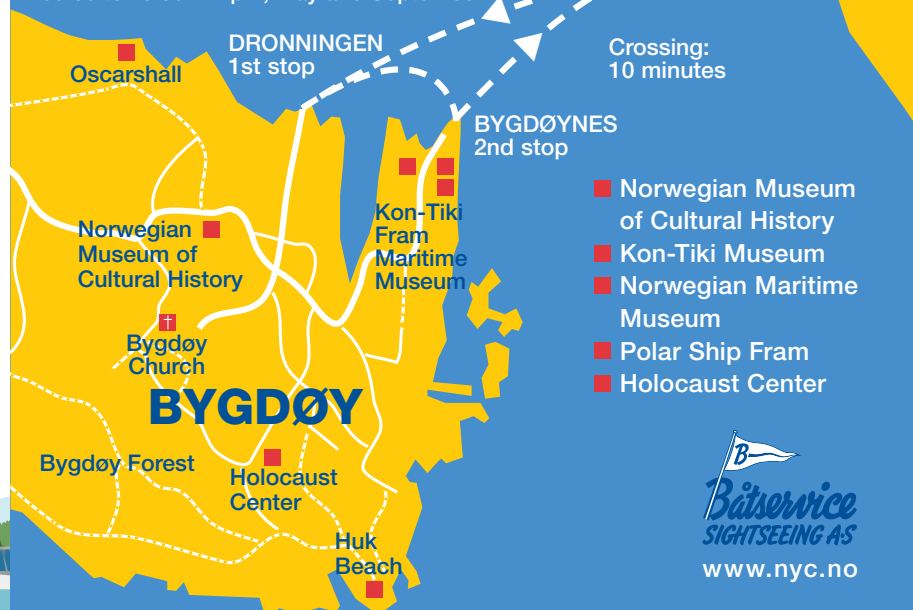 DRONNINGEN
1st stop
Crossing:
10 minutes
Oscarshall
BYGDØYNES
2nd stop
Norwegian
Museum of
Cultural History
Kon-Tiki
Fram
Maritime
Museum
Bygdøy
Church
BYGDØY
Bygdøy Forest
Holocaust
Center
Huk
Beach
Norwegian Museum
of Cultural History
Kon-Tiki Museum
Norwegian Maritime
Museum
Polar Ship Fram
Holocaust Center
B
Båtservice
SIGHTSEEING AS
www.nyc.no